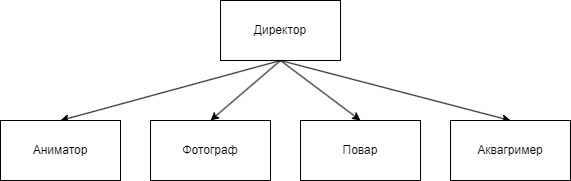 Директор
Аниматор
Фотограф
Повар
Аквагример